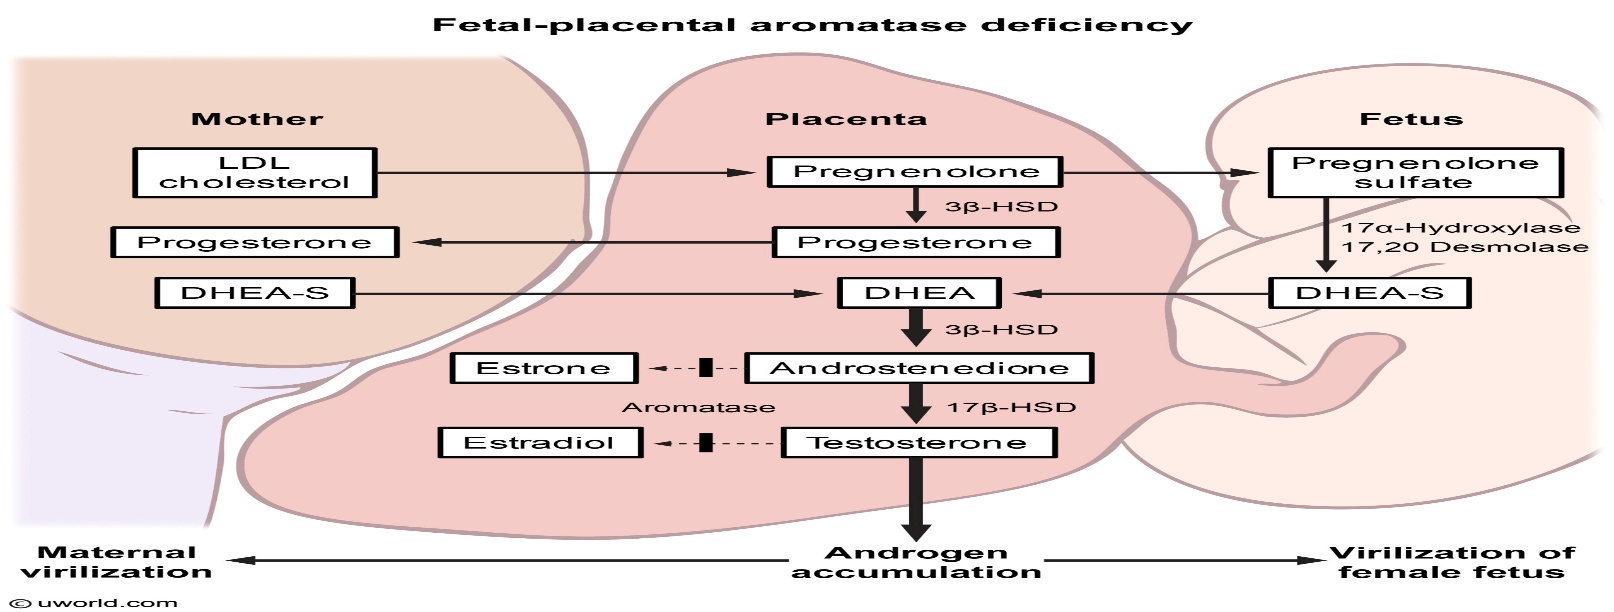 Fetal-placental aromatase deficiency
Mother
Placenta
Fetus
LDL
cholesterol
Pregnenolone
Pregnenolone
sulfate
3β-HSD
17α-Hydroxylase
17,20 Desmolase
Progesterone
Progesterone
DHEA-S
DHEA
DHEA-S
3β-HSD
Estrone
Androstenedione
Aromatase
17β-HSD
Estradiol
Testosterone
Maternal
virilization
Androgen
accumulation
Virilization of
female fetus
© uworld.com